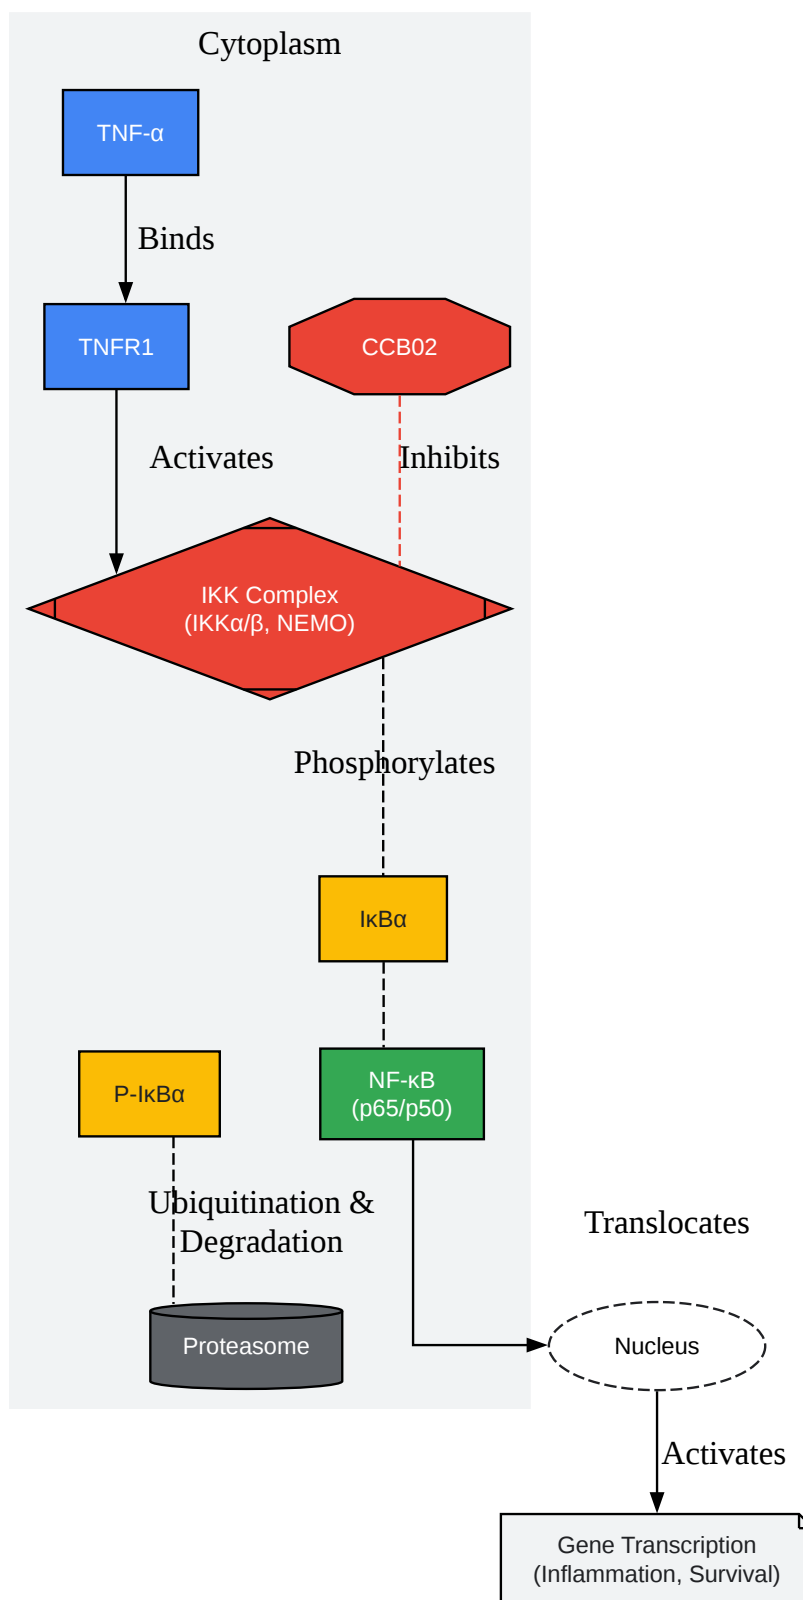 Cytoplasm
TNF-α
Binds
TNFR1
CCB02
Activates
Inhibits
IKK Complex
(IKKα/β, NEMO)
Phosphorylates
IκBα
P-IκBα
NF-κB
(p65/p50)
Ubiquitination &
Degradation
Translocates
Proteasome
Nucleus
Activates
Gene Transcription
(Inflammation, Survival)